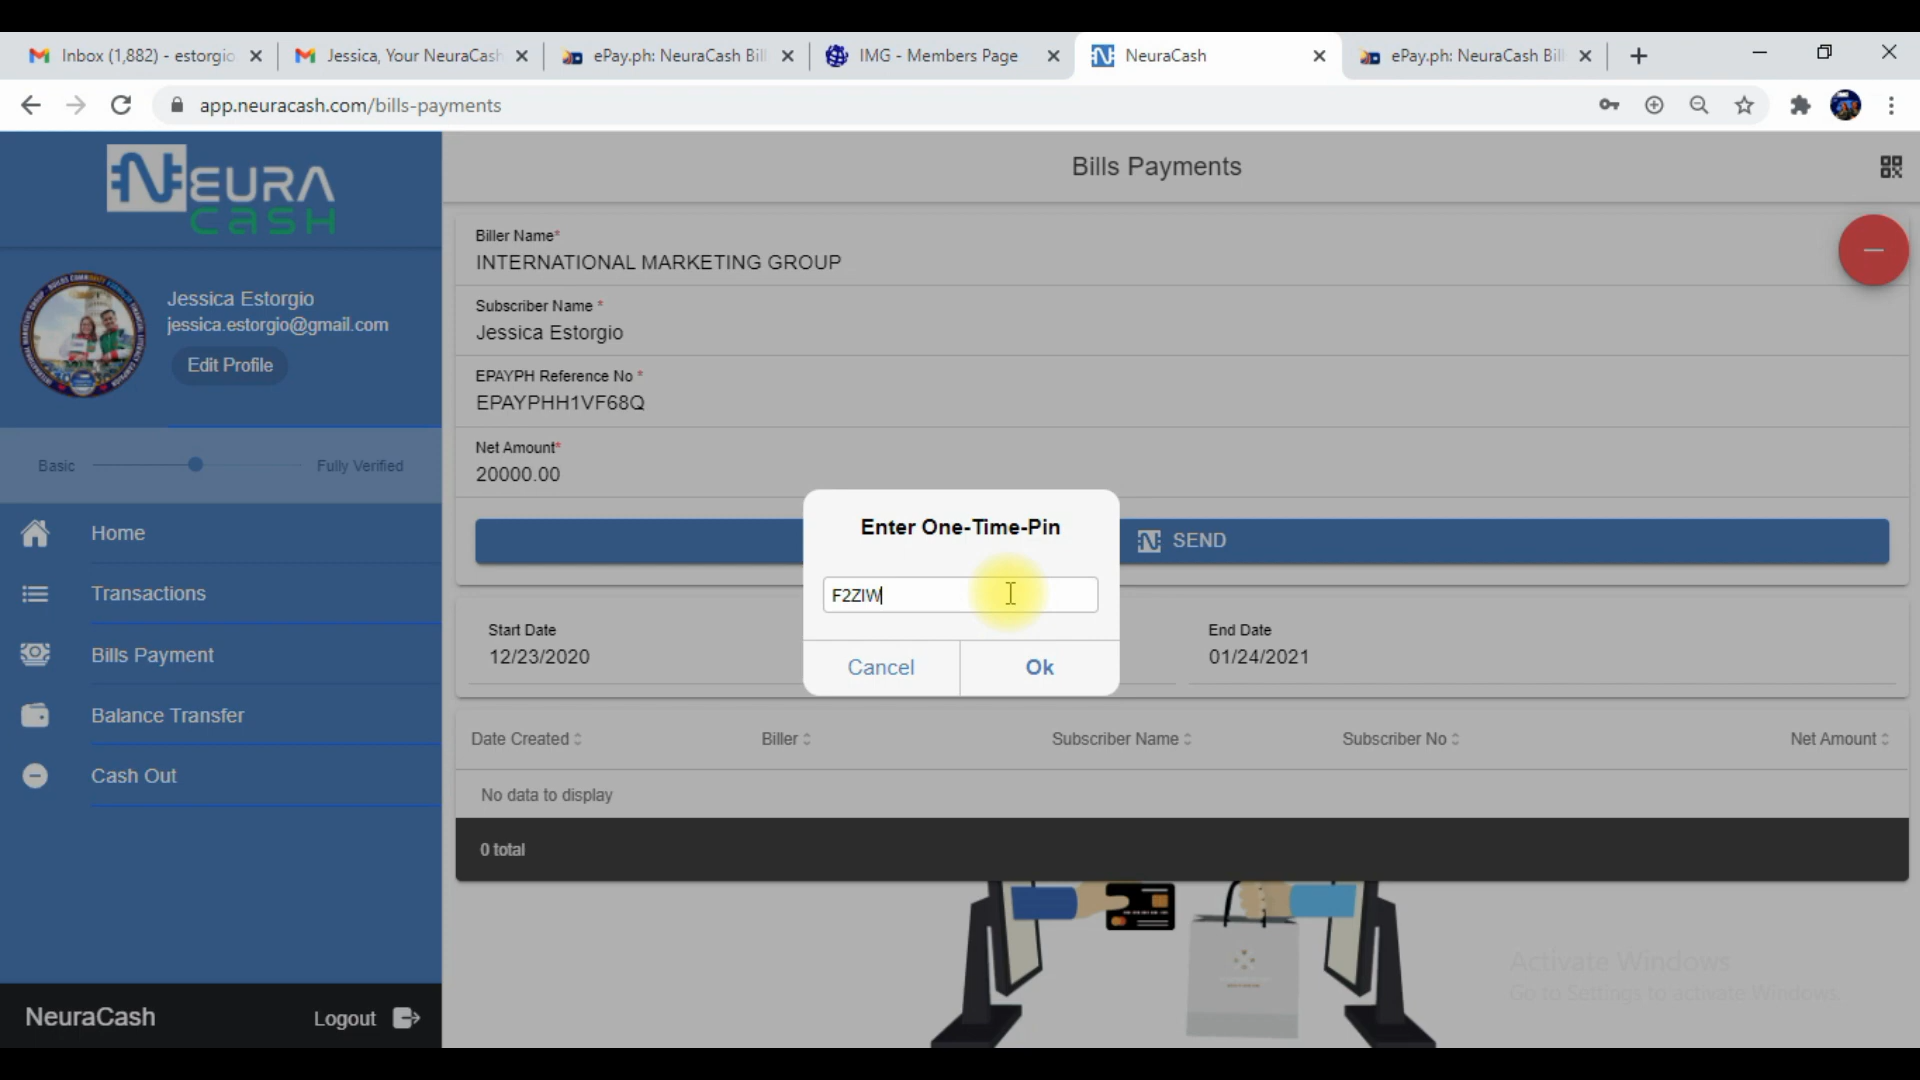 Inbox (1,882) - estorgio
Jessica, Your NeuraCash
ePay.ph: NeuraCash Bill
IMG - Members Page
NeuraCash
ePay.ph: NeuraCash Bill
app.neuracash.com/bills-payments
NEURA
CASH
Jessica Estorgio
jessica.estorgio@gmail.com
Edit Profile
Basic
Fully Verified
Home
Transactions
Bills Payment
Balance Transfer
Cash Out
NeuraCash
Logout
Bills Payments
Biller Name*
INTERNATIONAL MARKETING GROUP
Subscriber Name *
Jessica Estorgio
EPAYPH Reference No *
EPAYPHH1VF68Q
Net Amount*
20000.00
SEND
Enter One-Time-Pin
F2ZIW
Cancel
Ok
Start Date
12/23/2020
End Date
01/24/2021
Date Created
Biller
Subscriber Name
Subscriber No
Net Amount
No data to display
0 total
Activate Windows
Go to Settings to activate Windows.